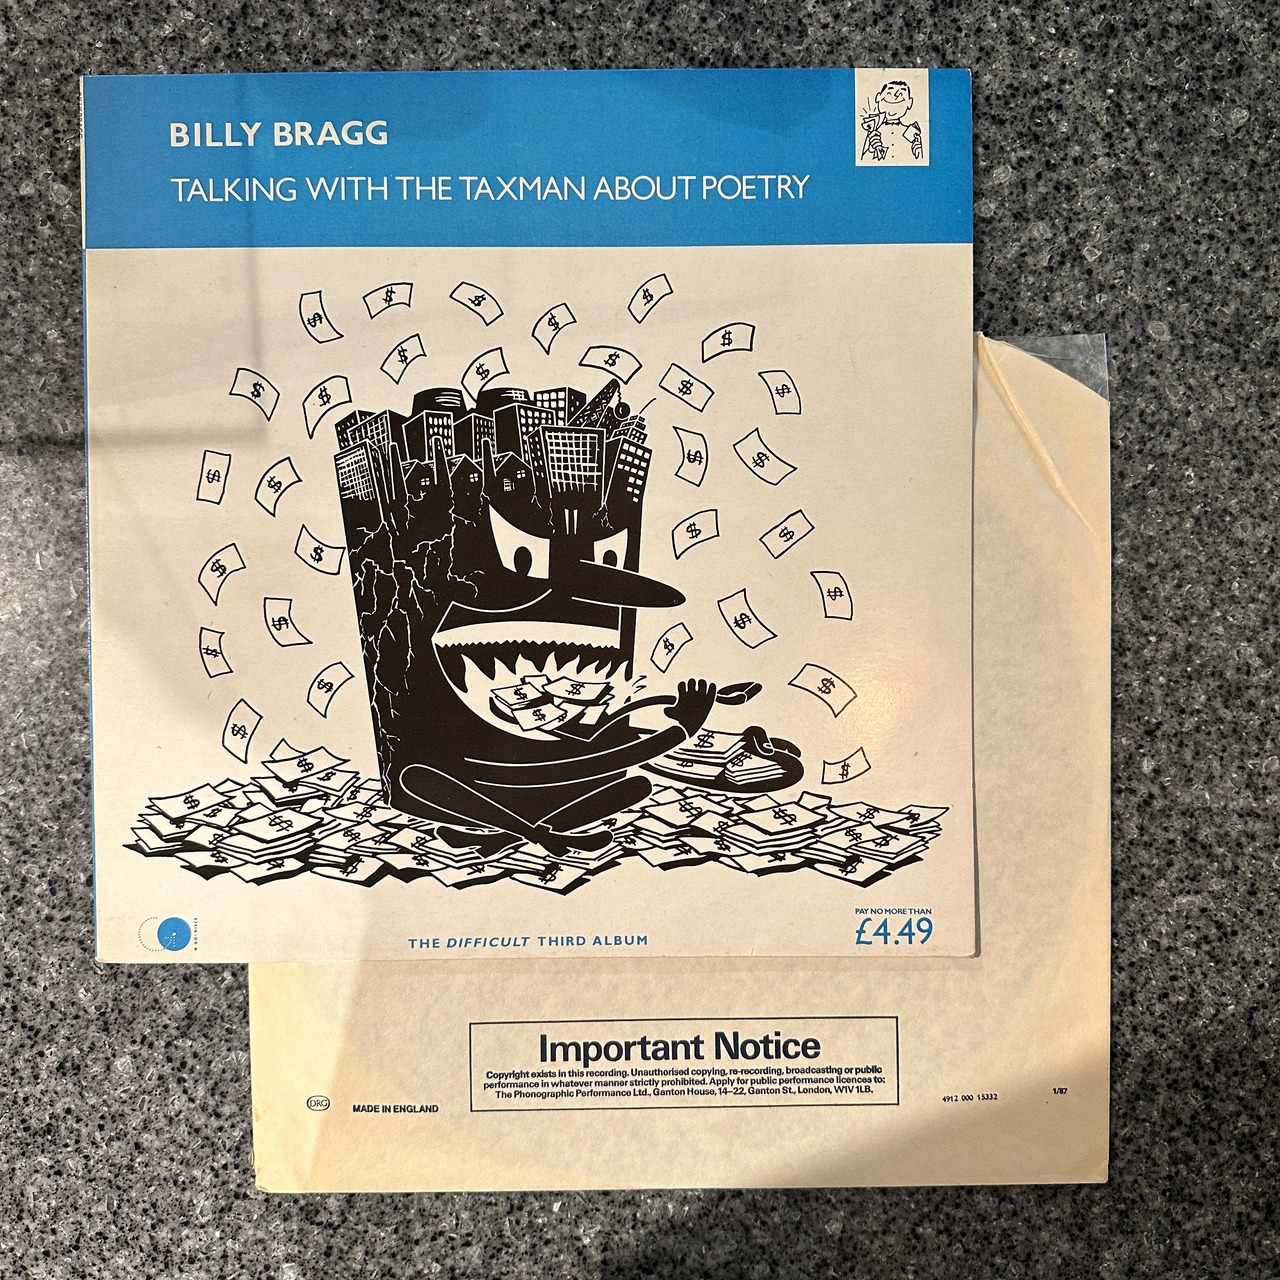 BILLY BRAGG
TALKING WITH THE TAXMAN ABOUT POETRY
PAY NO MORE THAN
£4.49
THE DIFFICULT THIRD ALBUM
Important Notice
Copyright exists in this recording. Unauthorised copying, re-recording, broadcasting or public
performance in whatever manner strictly prohibited. Apply for public performance licences to:
The Phonographic Performance Ltd., Ganton House, 14–22, Ganton St., London, W1V 1LB.
DRG
MADE IN ENGLAND
4912 000 15332
1/87